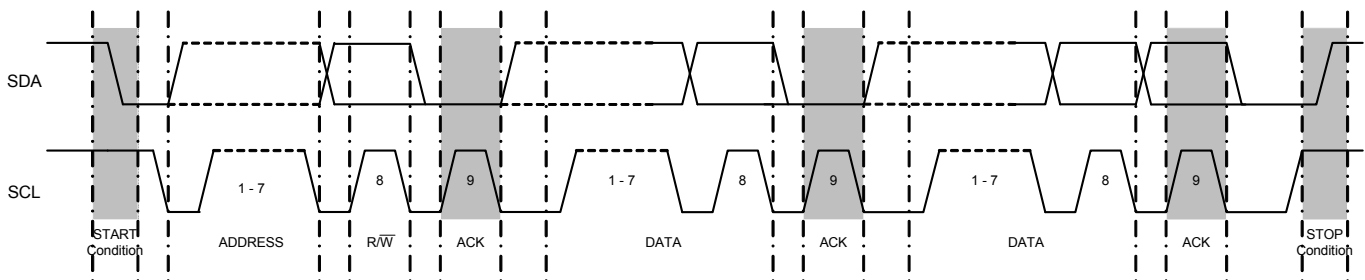 SDA
SCL
1 - 7
8
9
1 - 7
8
9
1 - 7
8
9
START
Condition
ADDRESS
R/W̅
ACK
DATA
ACK
DATA
ACK
STOP
Condition